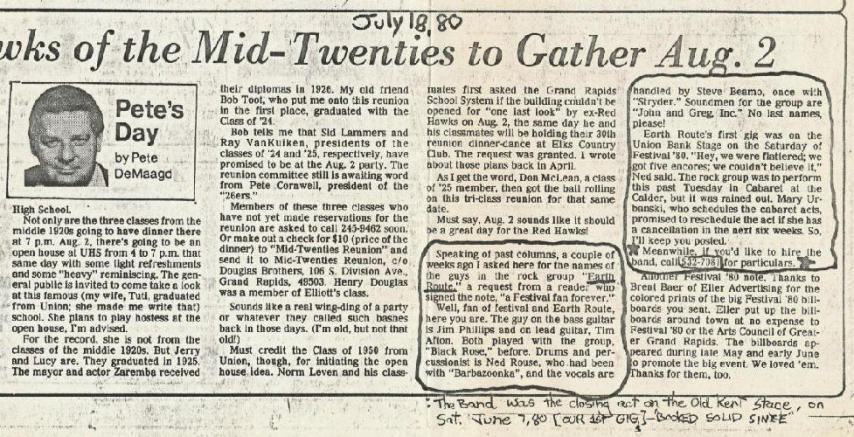 July 18, 80
wks of the Mid-Twenties to Gather Aug. 2
Pete's
Day
by Pete
DeMaagd
High School.
Not only are the three classes from the
middle 1920s going to have dinner there
at 7 p.m. Aug. 2, there's going to be an
open house at UHS from 4 to 7 p.m. that
same day with some light refreshments
and some "heavy" reminiscing. The gen-
eral public is invited to come take a look
at this famous (my wife, Tuti, graduated
from Union; she made me write that)
school. She plans to play hostess at the
open house, I'm advised.
For the record, she is not from the
classes of the middle 1920s. But Jerry
and Lucy are. They graduated in 1925.
The mayor and actor Zaremba received
their diplomas in 1926. My old friend
Bob Toot, who put me onto this reunion
in the first place, graduated with the
Class of '24.
Bob tells me that Sid Lammers and
Ray VanKuiken, presidents of the
classes of '24 and '25, respectively, have
promised to be at the Aug. 2 party. The
reunion committee still is awaiting word
from Pete Cornwell, president of the
"26ers."
Members of these three classes who
have not yet made reservations for the
reunion are asked to call 245-9462 soon.
Or make out a check for $10 (price of the
dinner) to "Mid-Twenties Reunion" and
send it to Mid-Twenties Reunion, c/o
Douglas Brothers, 106 S. Division Ave.,
Grand Rapids, 49503. Henry Douglas
was a member of Elliott's class.
Sounds like a real wing-ding of a party
or whatever they called such bashes
back in those days. (I'm old, but not that
old!)
Must credit the Class of 1950 from
Union, though, for initiating the open
house idea. Norm Leven and his class-
mates first asked the Grand Rapids
School System if the building couldn't be
opened for "one last look" by ex-Red
Hawks on Aug. 2, the same day he and
his classmates will be holding their 30th
reunion dinner-dance at Elks Country
Club. The request was granted. I wrote
about those plans back in April.
As I get the word, Don McLean, a class
of '25 member, then got the ball rolling
on this tri-class reunion for that same
date.
Must say, Aug. 2 sounds like it should
be a great day for the Red Hawks!
Speaking of past columns, a couple of
weeks ago I asked here for the names of
the guys in the rock group "Earth
Route," a request from a reader who
signed the note, "a Festival fan forever."
Well, fan of festival and Earth Route,
here you are. The guy on the bass guitar
is Jim Phillips and on lead guitar, Tim
Afton. Both played with the group,
"Black Rose," before. Drums and per-
cussionist is Ned Rouse, who had been
with "Barbazooka", and the vocals are
handled by Steve Beamo, once with
"Stryder." Soundmen for the group are
"John and Greg, Inc." No last names,
please!
Earth Route's first gig was on the
Union Bank Stage on the Saturday of
Festival '80. "Hey, we were flattered; we
got five encores; we couldn't believe it,"
Ned said. The rock group was to perform
this past Tuesday in Cabaret at the
Calder, but it was rained out. Mary Ur-
banski, who schedules the cabaret acts,
promised to reschedule the act if she has
a cancellation in the next six weeks. So,
I'll keep you posted.
Meanwhile, if you'd like to hire the
band, call for particulars.
Another Festival '80 note. Thanks to
Breat Baer of Eller Advertising for the
colored prints of the big Festival '80 bill-
boards you sent. Eller put up the bill-
boards around town at no expense to
Festival '80 or the Arts Council of Great-
er Grand Rapids. The billboards ap-
peared during late May and early June
to promote the big event. We loved 'em.
Thanks for them, too.
: The Band was the closing act on the Old Kent Stage, on
Sat. June 7, 80 [our 1st GIG] - BOOKED SOLID SINCE"